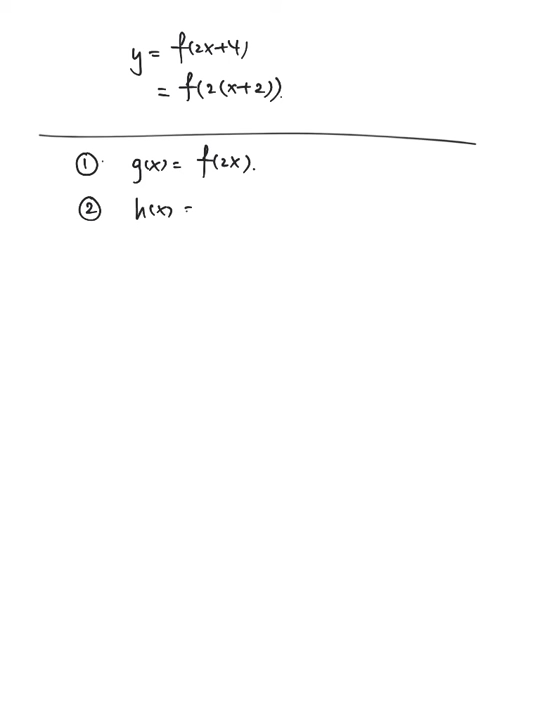 y = f(2x+4)
= f(2(x+2)).
① g(x) = f(2x).
② h(x) =